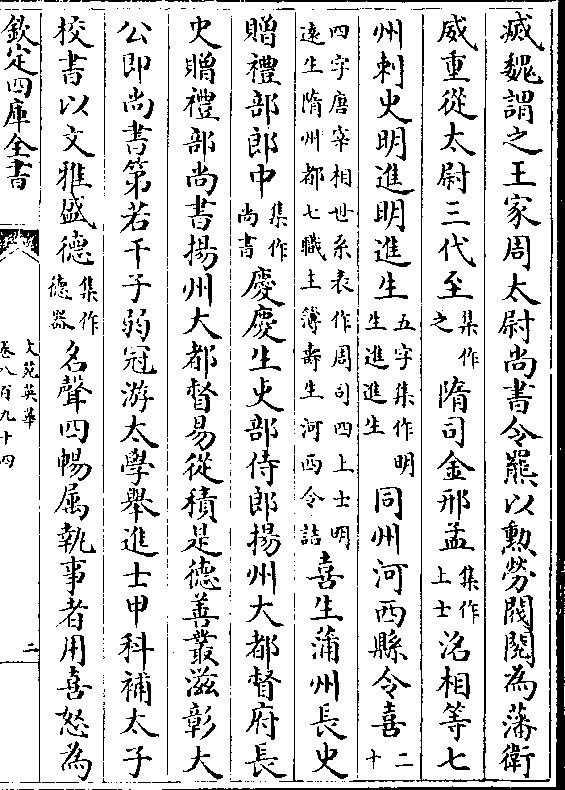 臧魏謂之王家周太尉尚書令羆以勲勞閥閱為藩衛
威重從太尉三代至集作之隋司金邢孟集作上士洺相等七
州刺史明進明進生五字集作明生進進生同州河西縣令喜二十
四字唐宰相世系表作周司四上士明遠生隋州都七職主簿壽生河西令誥喜生蒲州長史
贈禮部郎中集作尚書慶慶生吏部侍郎揚州大都督府長
史贈禮部尚書揚州大都督易從積是德善叢滋彰大
公即尚書第若干子弱冠游太學舉進士甲科補太子
校書以文雅盛德集作德器名聲四暢属執事者用喜怒為
欽定四庫全書
文苑英華
卷八百九十四
二